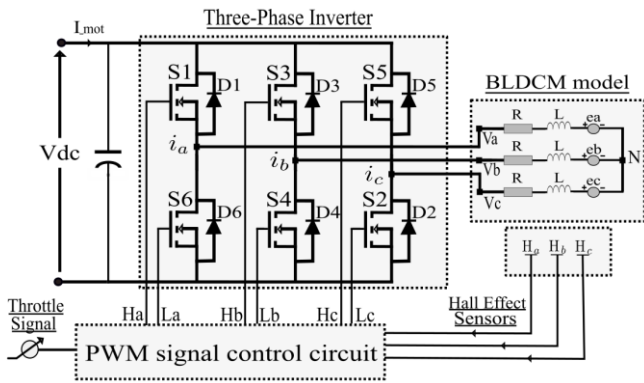 Three-Phase Inverter
I_mot
S1
D1
S3
D3
S5
D5
BLDCM model
Vdc
i_a
i_b
i_c
Va
R
L
ea
Vb
R
L
eb
N
Vc
R
L
ec
S6
D6
S4
D4
S2
D2
H_a
H_b
H_c
Hall Effect
Sensors
Throttle
Signal
Ha
La
Hb
Lb
Hc
Lc
PWM signal control circuit